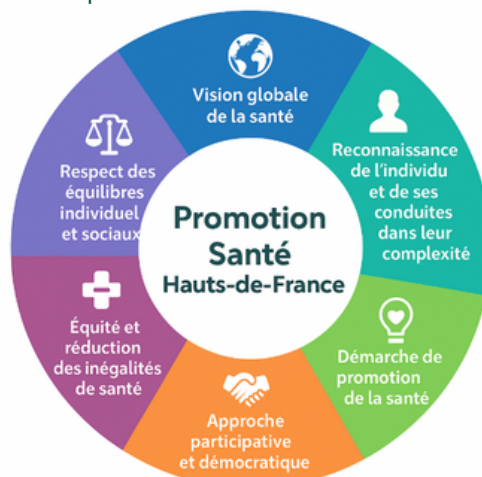 Vision globale
de la santé
Reconnaissance
de l'individu
et de ses
conduites
dans leur
complexité
Démarche de
promotion
de la santé
Approche
participative
et démocratique
Équité et
réduction
des inégalités
de santé
Respect des
équilibres
individuel
et sociaux
Promotion
Santé
Hauts-de-France